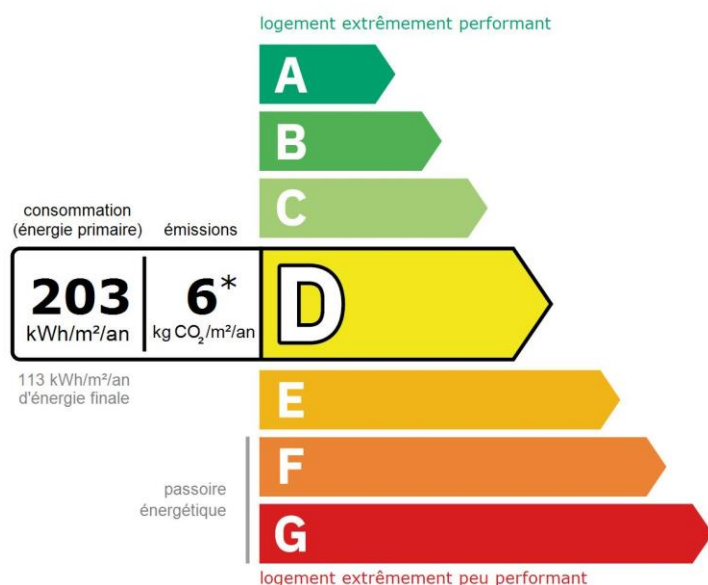 logement extrêmement performant
A
B
C
consommation
(énergie primaire) émissions
203 6*
kWh/m²/an kg CO₂/m²/an
D
113 kWh/m²/an
d'énergie finale
E
F
passoire
énergétique
G
logement extrêmement peu performant